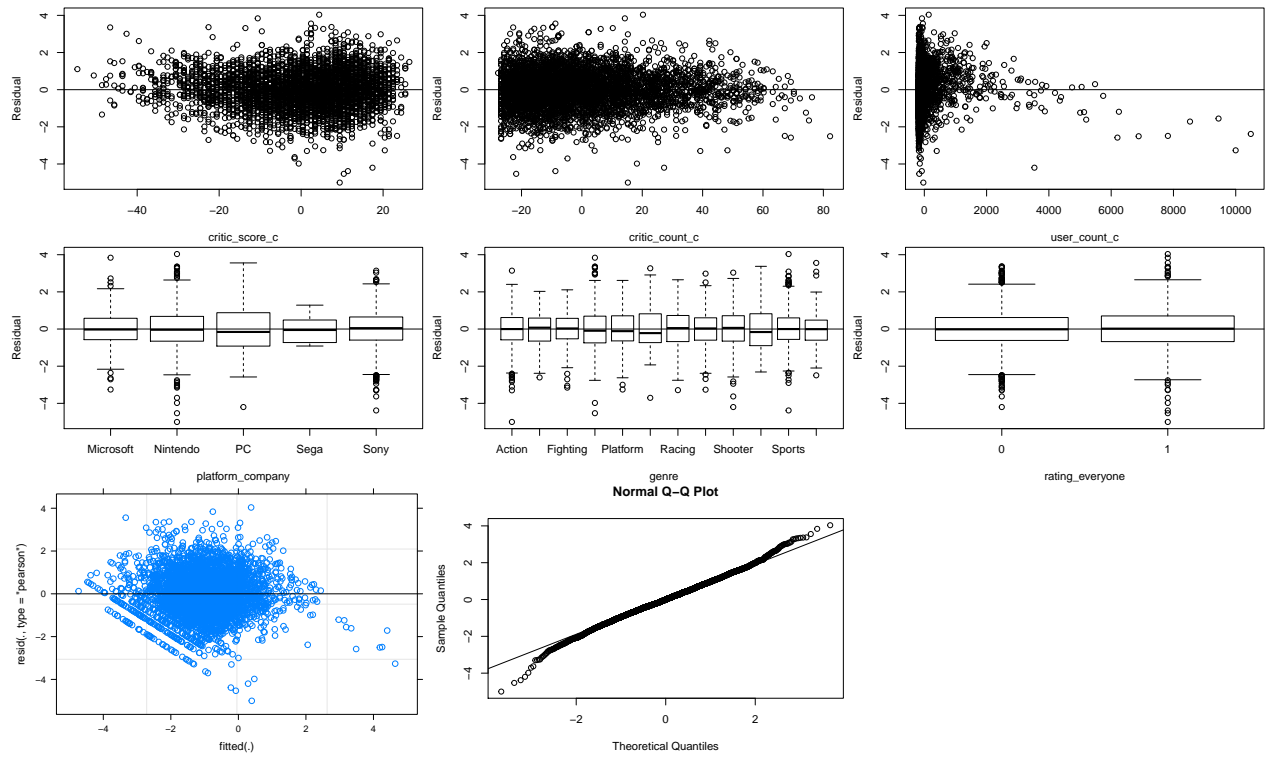 Residual
4
2
0
−2
−4
−40
−20
0
20
critic_score_c
Residual
4
2
0
−2
−4
−20
0
20
40
60
80
critic_count_c
Residual
4
2
0
−2
−4
0
2000
4000
6000
8000
10000
user_count_c
Residual
4
2
0
−2
−4
Microsoft
Nintendo
PC
Sega
Sony
platform_company
Residual
4
2
0
−2
−4
Action
Fighting
Platform
Racing
Shooter
Sports
genre
Residual
4
2
0
−2
−4
0
1
rating_everyone
resid(., type = "pearson")
4
2
0
−2
−4
−4
−2
0
2
4
fitted(.)
Normal Q−Q Plot
Sample Quantiles
4
2
0
−2
−4
−2
0
2
Theoretical Quantiles